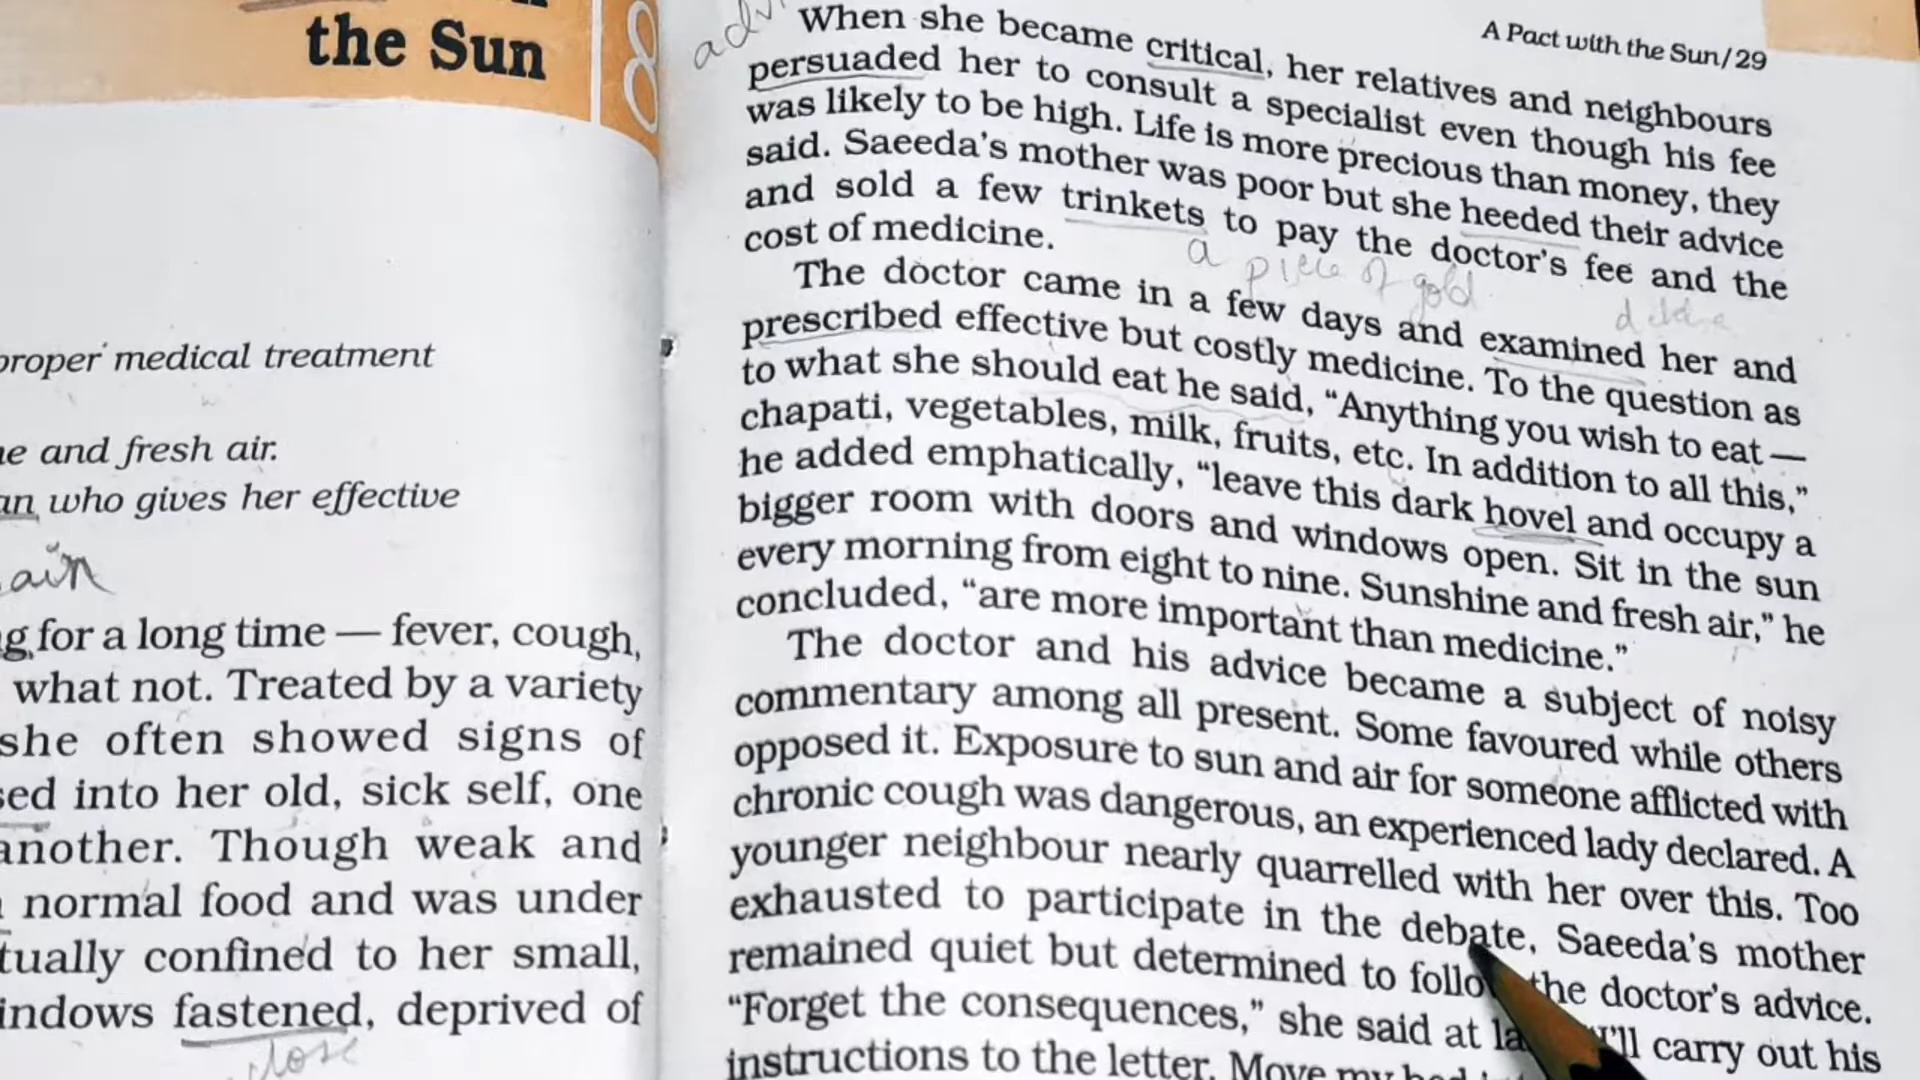 the Sun
proper medical treatment
and fresh air.
who gives her effective
for a long time — fever, cough,
what not. Treated by a variety
she often showed signs of
into her old, sick self, one
another. Though weak and
normal food and was under
confined to her small,
fastened, deprived of
close
A Pact with the Sun/29
When she became critical, her relatives and neighbours
persuaded her to consult a specialist even though his fee
was likely to be high. Life is more precious than money, they
said. Saeeda's mother was poor but she heeded their advice
and sold a few trinkets to pay the doctor's fee and the
cost of medicine.
a piece of gold
The doctor came in a few days and examined her and
prescribed effective but costly medicine. To the question as
to what she should eat he said, “Anything you wish to eat —
chapati, vegetables, milk, fruits, etc. In addition to all this,”
he added emphatically, “leave this dark hovel and occupy a
bigger room with doors and windows open. Sit in the sun
every morning from eight to nine. Sunshine and fresh air,” he
concluded, “are more important than medicine.”
The doctor and his advice became a subject of noisy
commentary among all present. Some favoured while others
opposed it. Exposure to sun and air for someone afflicted with
chronic cough was dangerous, an experienced lady declared. A
younger neighbour nearly quarrelled with her over this. Too
exhausted to participate in the debate, Saeeda's mother
remained quiet but determined to follow the doctor's advice.
“Forget the consequences,” she said at “I'll carry out his
instructions to the letter. Move my bed